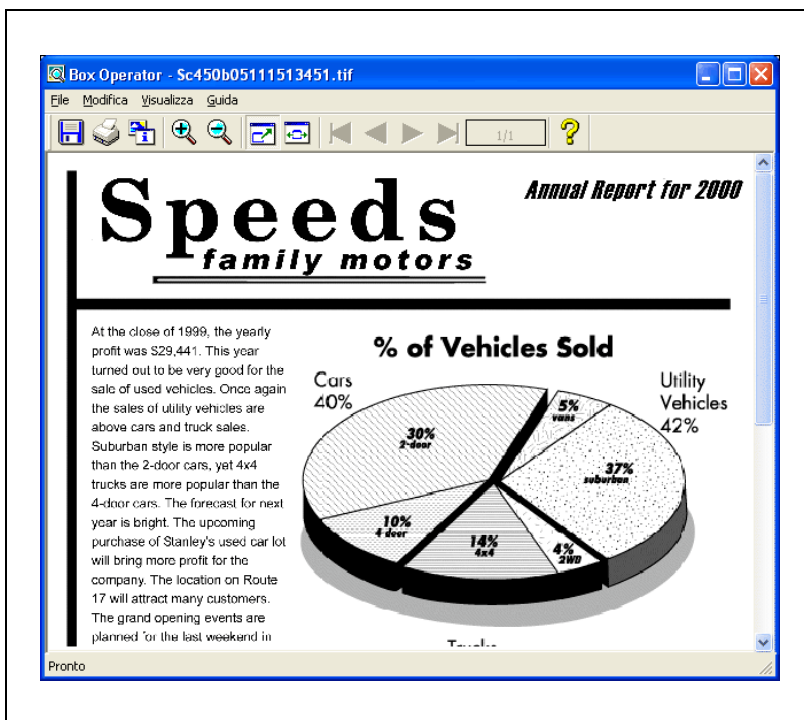 Box Operator - Sc450b05111513451.tif
File Modifica Visualizza Guida
1/1
Speeds
family motors
Annual Report for 2000
At the close of 1999, the yearly
profit was $29,441. This year
turned out to be very good for the
sale of used vehicles. Once again
the sales of utility vehicles are
above cars and truck sales.
Suburban style is more popular
than the 2-door cars, yet 4x4
trucks are more popular than the
4-door cars. The forecast for next
year is bright. The upcoming
purchase of Stanley's used car lot
will bring more profit for the
company. The location on Route
17 will attract many customers.
The grand opening events are
planned for the last weekend in
% of Vehicles Sold
Cars
40%
Utility
Vehicles
42%
30%
2-door
5%
vans
37%
suburban
10%
4 door
14%
4x4
4%
2WD
Trucks
Pronto